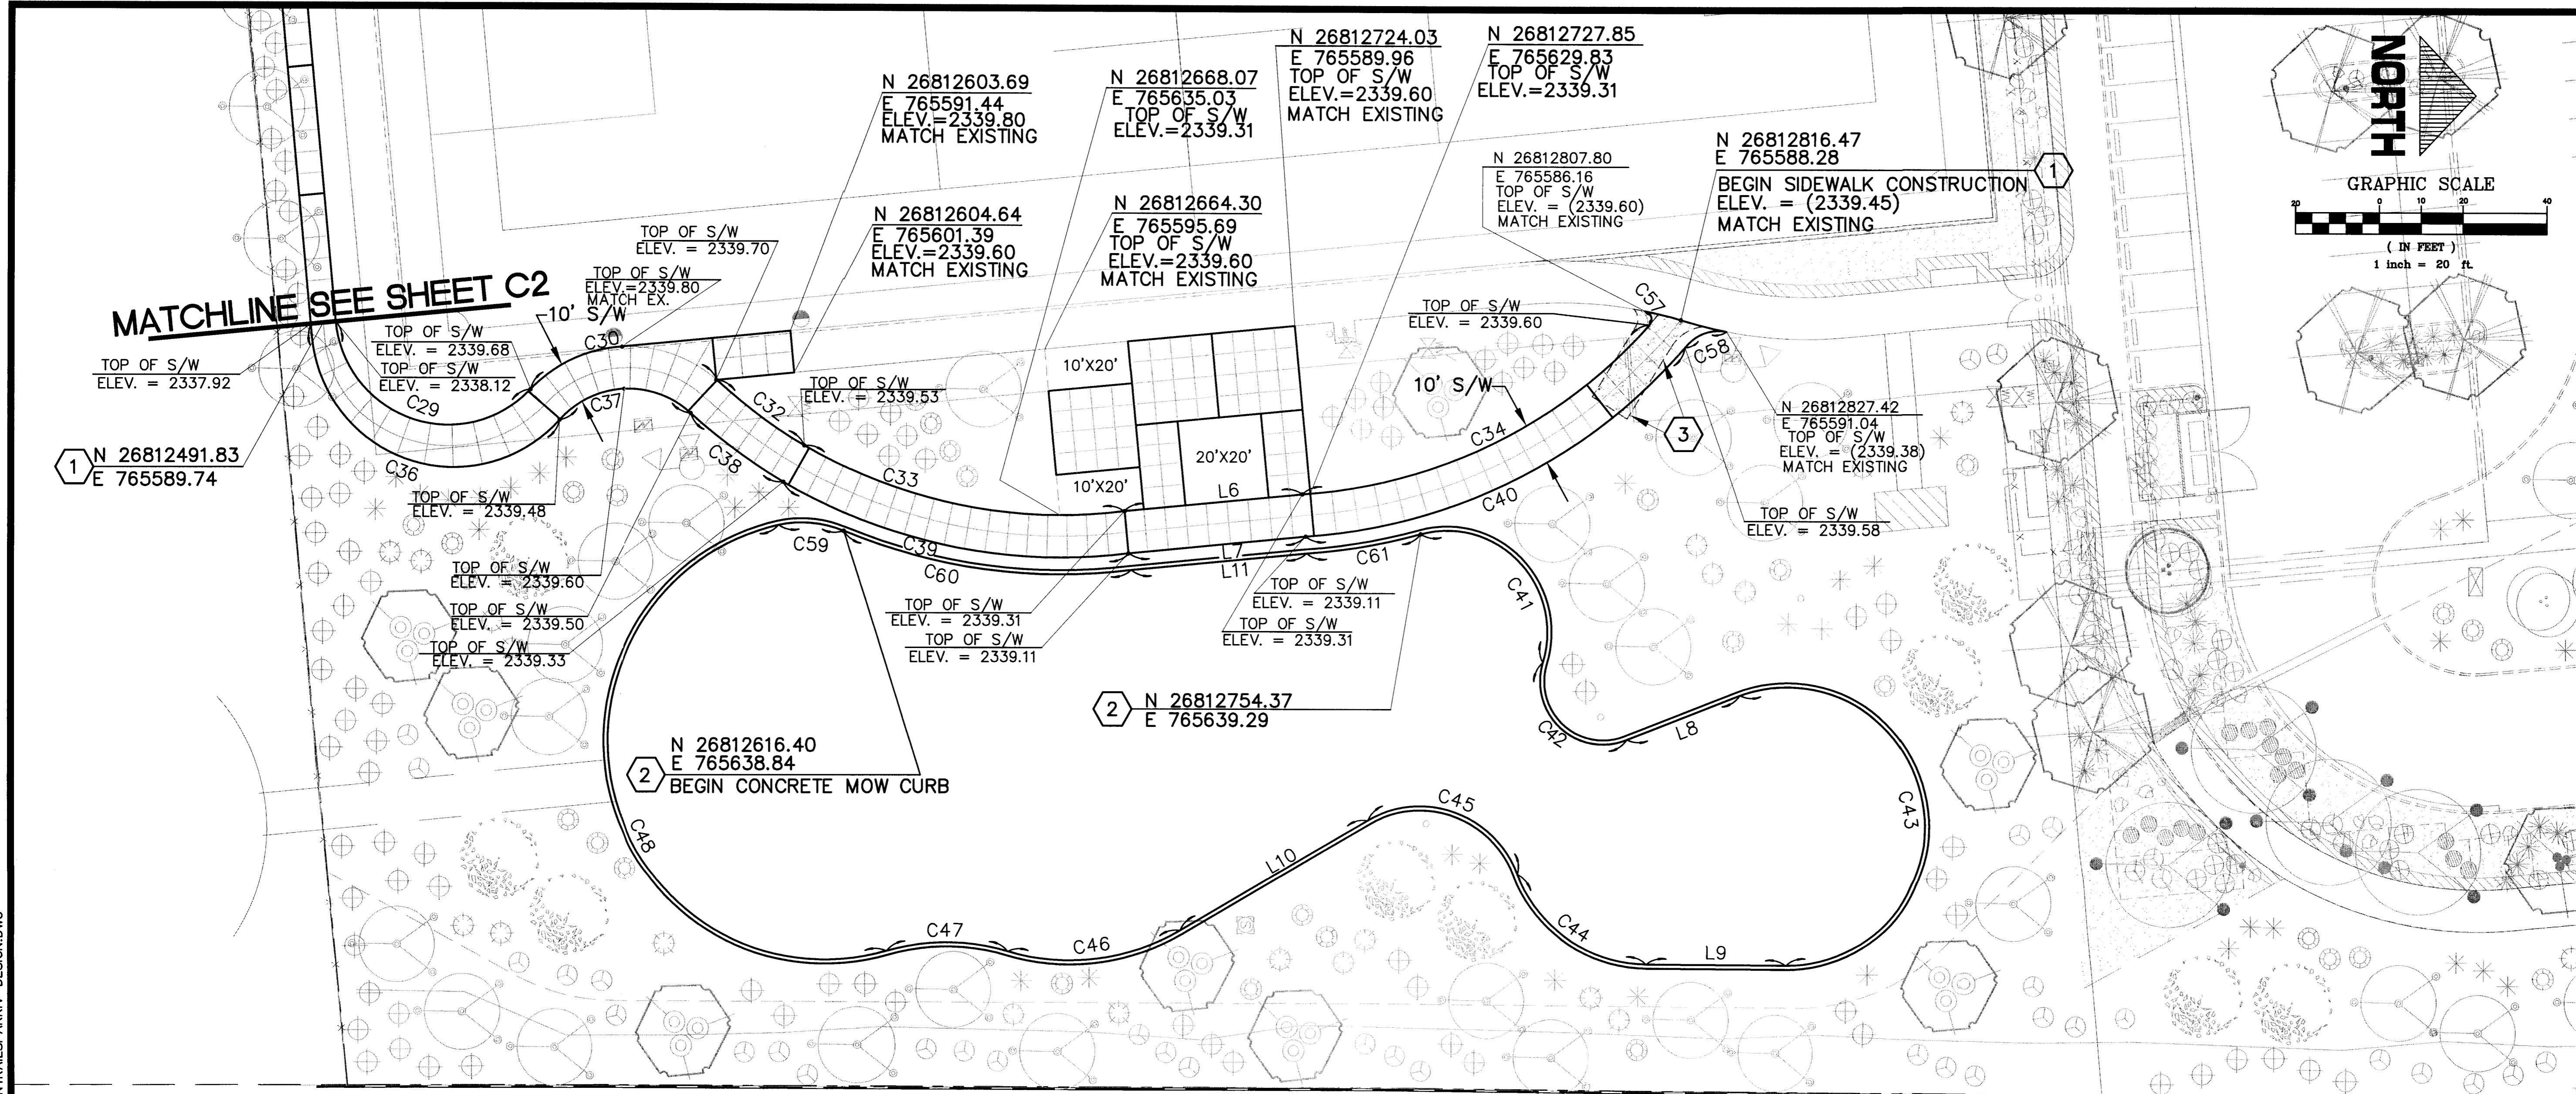 N 26812724.03
E 765589.96
TOP OF S/W
ELEV.=2339.60
MATCH EXISTING
N 26812727.85
E 765629.83
TOP OF S/W
ELEV.=2339.31
N 26812603.69
E 765591.44
ELEV.=2339.80
MATCH EXISTING
N 26812668.07
E 765635.03
TOP OF S/W
ELEV.=2339.31
NORTH
GRAPHIC SCALE
20 0 10 20 40
( IN FEET )
1 inch = 20 ft.
N 26812807.80
E 765586.16
TOP OF S/W
ELEV. = (2339.60)
MATCH EXISTING
N 26812816.47
E 765588.28
1
BEGIN SIDEWALK CONSTRUCTION
ELEV. = (2339.45)
MATCH EXISTING
N 26812604.64
E 765601.39
ELEV.=2339.60
MATCH EXISTING
N 26812664.30
E 765595.69
TOP OF S/W
ELEV.=2339.60
MATCH EXISTING
TOP OF S/W
ELEV. = 2339.70
TOP OF S/W
ELEV.=2339.80
MATCH EX.
MATCHLINE SEE SHEET C2
10'
S/W
TOP OF S/W
ELEV. = 2339.68
TOP OF S/W
ELEV. = 2338.12
TOP OF S/W
ELEV. = 2337.92
C30
C29
C37
C36
C32
C38
TOP OF S/W
ELEV. = 2339.53
10'X20'
10'X20'
20'X20'
L6
C33
C34
10' S/W
TOP OF S/W
ELEV. = 2339.60
C57
C58
3
N 26812827.42
E 765591.04
TOP OF S/W
ELEV. = (2339.38)
MATCH EXISTING
1
N 26812491.83
E 765589.74
TOP OF S/W
ELEV. = 2339.48
C40
TOP OF S/W
ELEV. = 2339.58
C59
C39
C60
L7
L11
C61
TOP OF S/W
ELEV. = 2339.60
TOP OF S/W
ELEV. = 2339.50
TOP OF S/W
ELEV. = 2339.33
TOP OF S/W
ELEV. = 2339.31
TOP OF S/W
ELEV. = 2339.11
TOP OF S/W
ELEV. = 2339.11
TOP OF S/W
ELEV. = 2339.31
C41
2
N 26812754.37
E 765639.29
C42
L8
2
N 26812616.40
E 765638.84
BEGIN CONCRETE MOW CURB
C43
C45
C48
L10
C47
C46
C44
L9